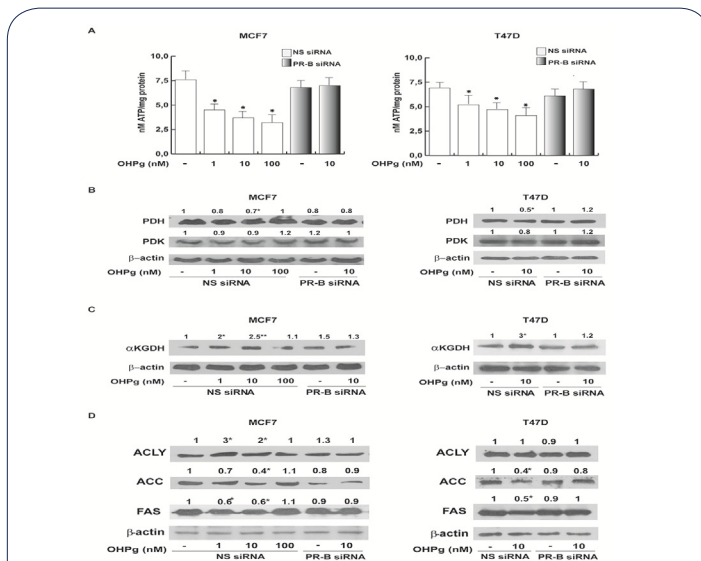 A
MCF7
T47D
NS siRNA
PR-B siRNA
NS siRNA
PR-B siRNA
nM ATP/mg protein
10,0
7,5
5,0
2,5
0,0
* * *
OHPg (nM) - 1 10 100 - 10
nM ATP/mg protein
10,0
7,5
5,0
2,5
0,0
* * *
OHPg (nM) - 1 10 100 - 10
B
MCF7
1 0.8 0.7* 1 0.8 0.8
PDH
1 0.9 0.9 1.2 1.2 1
PDK
β-actin
OHPg (nM) - 1 10 100 - 10
NS siRNA PR-B siRNA
T47D
1 0.5* 1 1.2
PDH
1 0.8 1 1.2
PDK
β-actin
OHPg (nM) - 10 - 10
NS siRNA PR-B siRNA
C
MCF7
1 2* 2.5** 1.1 1.5 1.3
αKGDH
β-actin
OHPg (nM) - 1 10 100 - 10
NS siRNA PR-B siRNA
T47D
1 3* 1 1.2
αKGDH
β-actin
OHPg (nM) - 10 - 10
NS siRNA PR-B siRNA
D
MCF7
1 3* 2* 1 1.3 1
ACLY
1 0.7 0.4* 1.1 0.8 0.9
ACC
1 0.6* 0.6* 1.1 0.9 0.9
FAS
β-actin
OHPg (nM) - 1 10 100 - 10
NS siRNA PR-B siRNA
T47D
1 1 0.9 1
ACLY
1 0.4* 0.9 0.8
ACC
1 0.5* 0.9 1
FAS
β-actin
OHPg (nM) - 10 - 10
NS siRNA PR-B siRNA